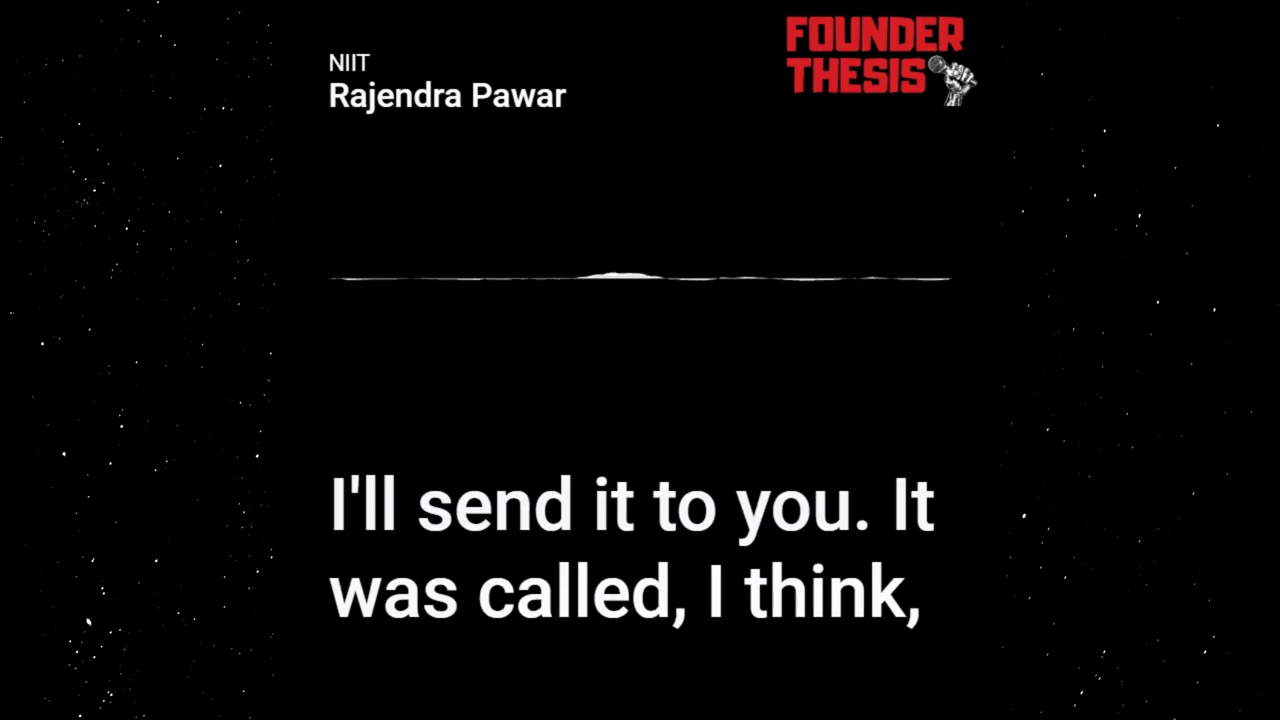 NIIT
Rajendra Pawar
FOUNDER
THESIS
I'll send it to you. It
was called, I think,